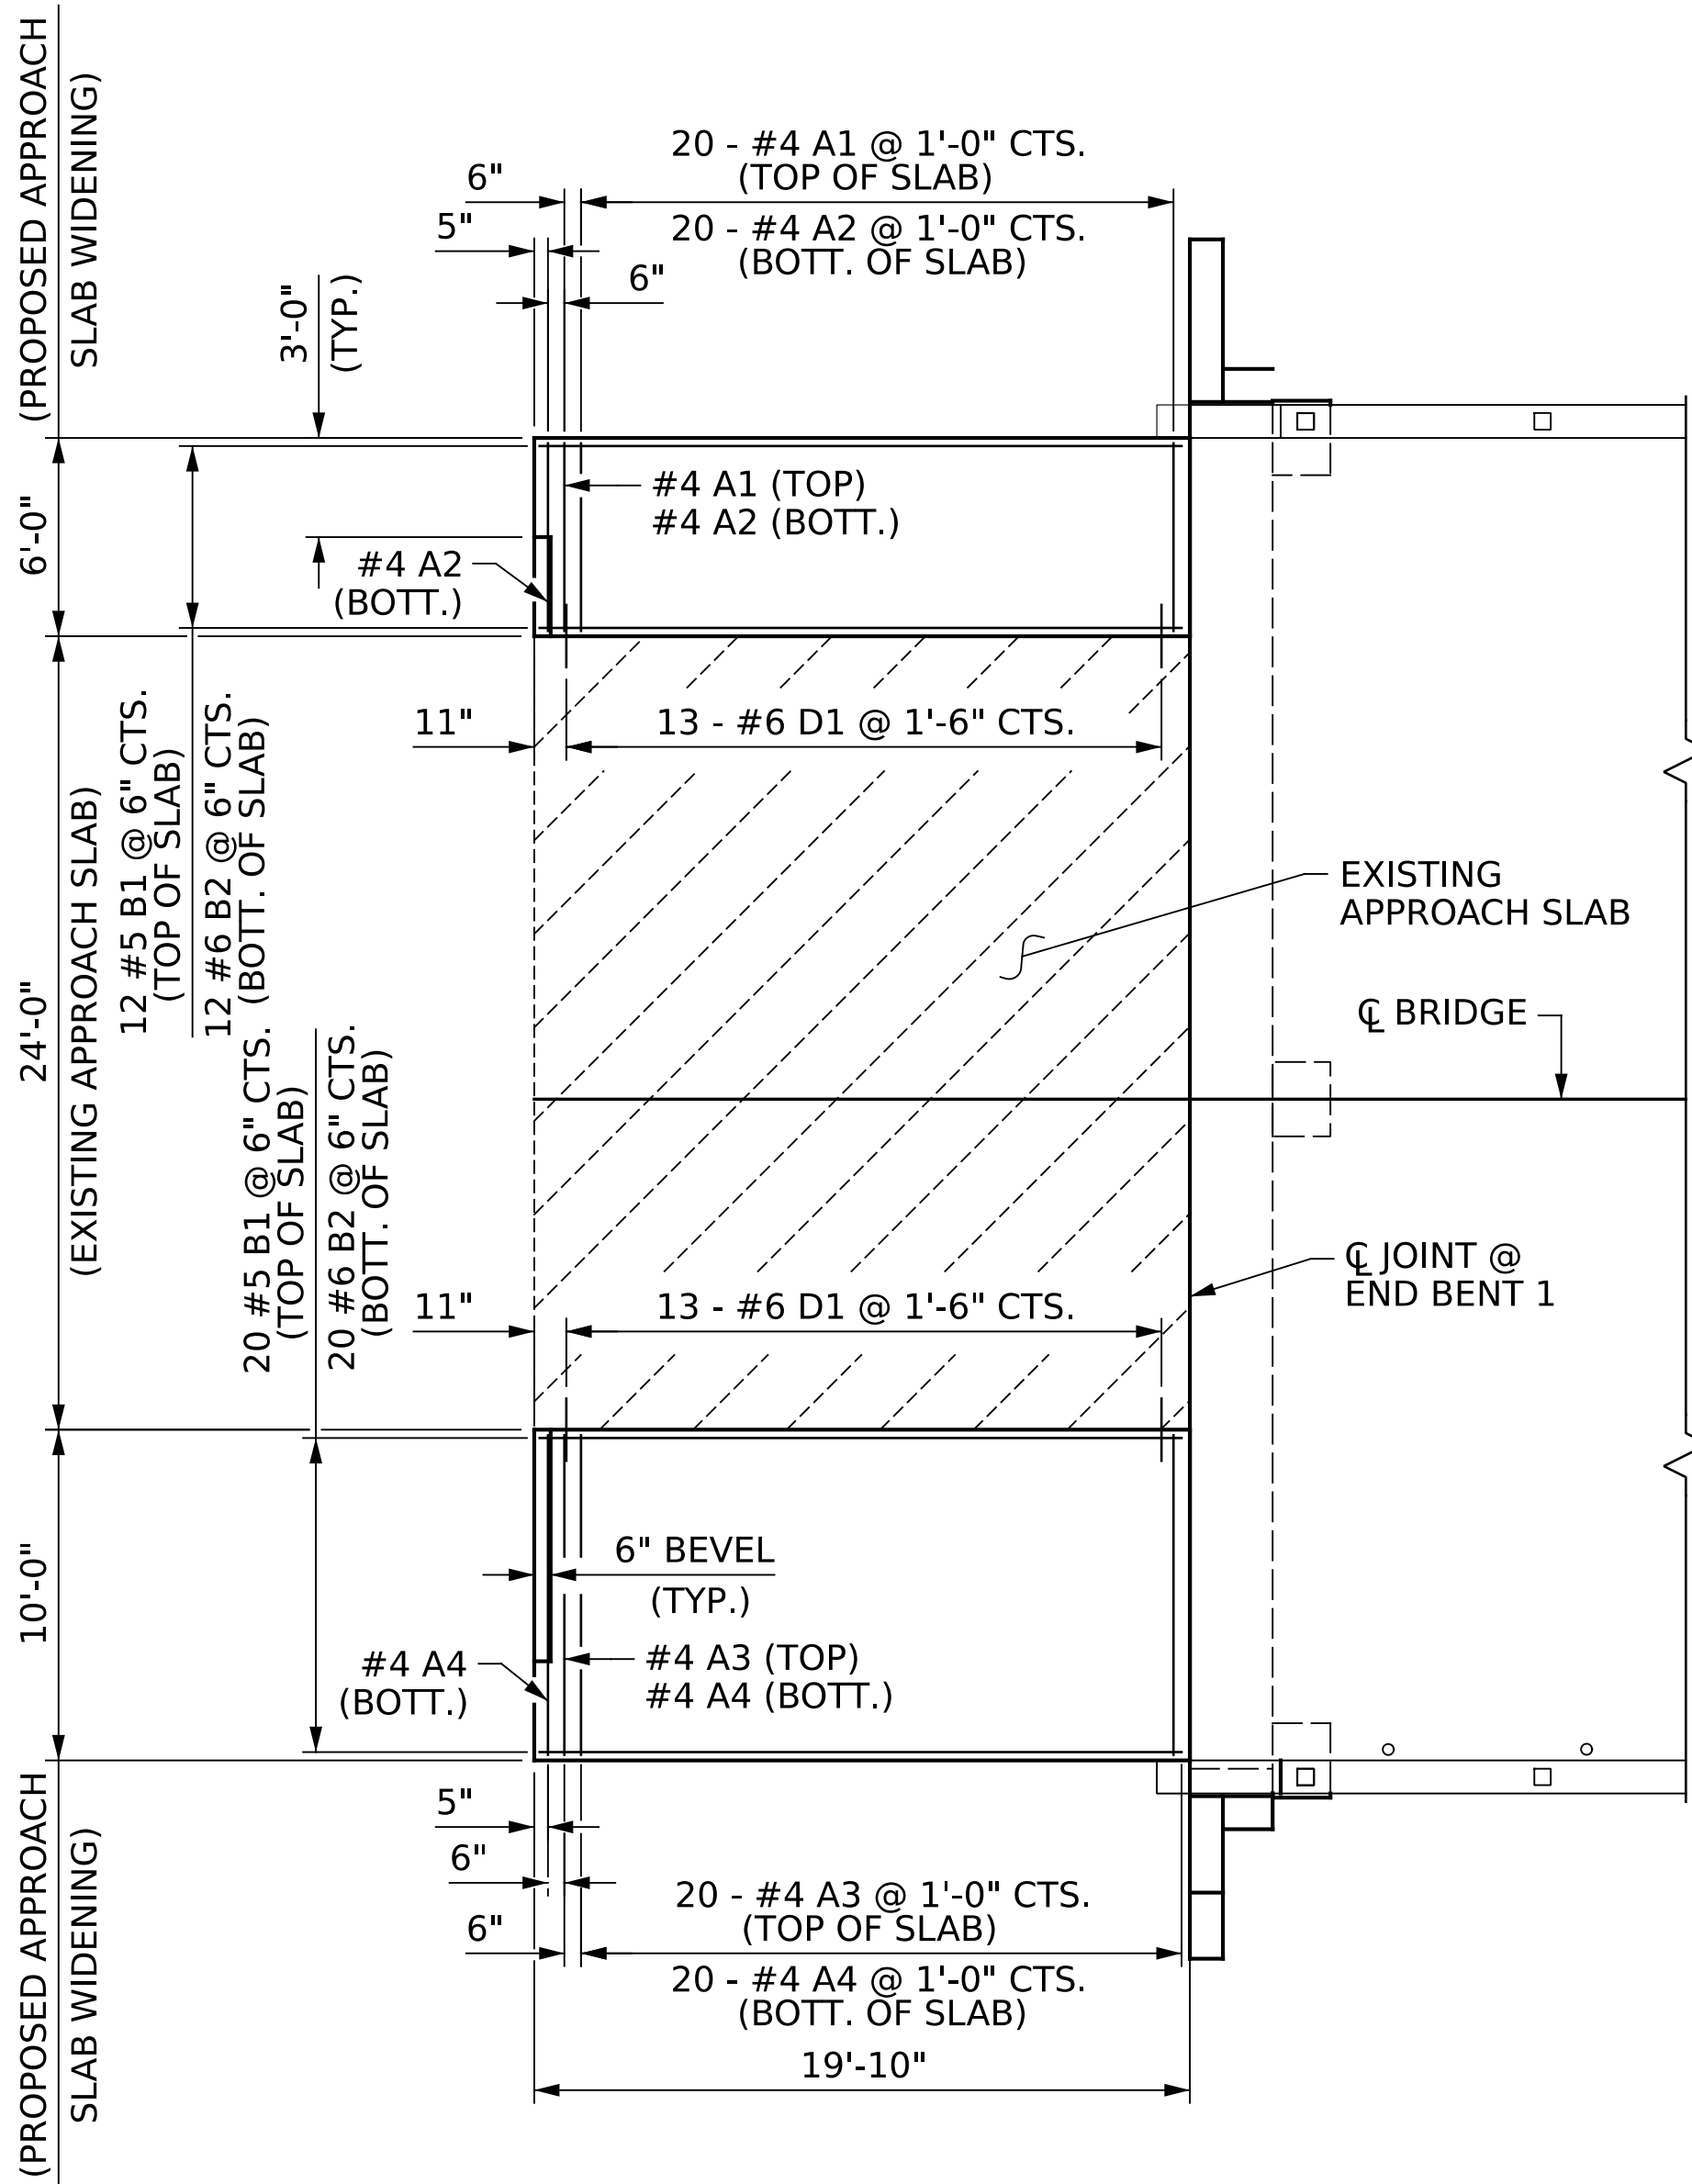 (PROPOSED APPROACH
SLAB WIDENING)
20 - #4 A1 @ 1'-0" CTS.
(TOP OF SLAB)
6"
20 - #4 A2 @ 1'-0" CTS.
(BOTT. OF SLAB)
5"
6"
3'-0"
(TYP.)
6'-0"
#4 A1 (TOP)
#4 A2 (BOTT.)
#4 A2
(BOTT.)
11"
13 - #6 D1 @ 1'-6" CTS.
12 #5 B1 @ 6" CTS.
(TOP OF SLAB)
12 #6 B2 @ 6" CTS.
(BOTT. OF SLAB)
24'-0"
(EXISTING APPROACH SLAB)
EXISTING
APPROACH SLAB
℄ BRIDGE
20 #5 B1 @ 6" CTS.
(TOP OF SLAB)
20 #6 B2 @ 6" CTS.
(BOTT. OF SLAB)
℄ JOINT @
END BENT 1
11"
13 - #6 D1 @ 1'-6" CTS.
10'-0"
6" BEVEL
(TYP.)
#4 A3 (TOP)
#4 A4 (BOTT.)
#4 A4
(BOTT.)
(PROPOSED APPROACH
SLAB WIDENING)
5"
6"
6"
20 - #4 A3 @ 1'-0" CTS.
(TOP OF SLAB)
20 - #4 A4 @ 1'-0" CTS.
(BOTT. OF SLAB)
19'-10"